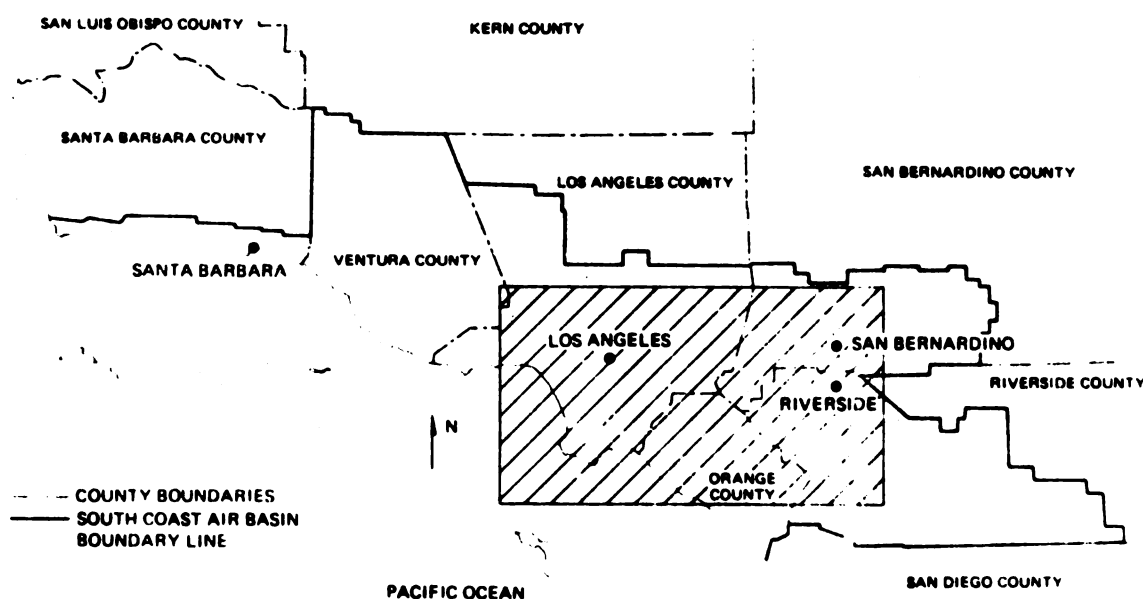 SAN LUIS OBISPO COUNTY
KERN COUNTY
SANTA BARBARA COUNTY
LOS ANGELES COUNTY
SAN BERNARDINO COUNTY
SANTA BARBARA
VENTURA COUNTY
LOS ANGELES
SAN BERNARDINO
RIVERSIDE COUNTY
RIVERSIDE
N
ORANGE
COUNTY
COUNTY BOUNDARIES
SOUTH COAST AIR BASIN
BOUNDARY LINE
PACIFIC OCEAN
SAN DIEGO COUNTY